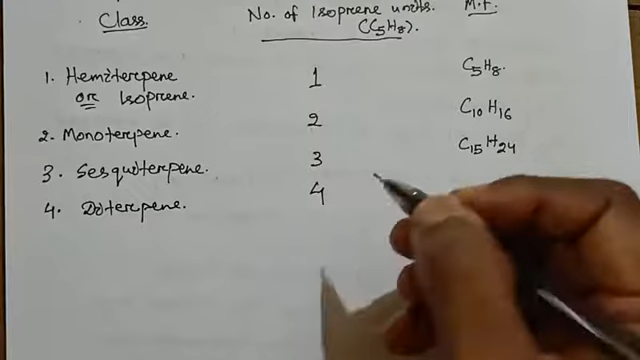 Class. No. of Isoprene units. M.F.
(C5H8).
1. Hemiterpene 1 C5H8.
or Isoprene.
2. Monoterpene. 2 C10H16
3. Sesquiterpene. 3 C15H24
4. Diterpene. 4